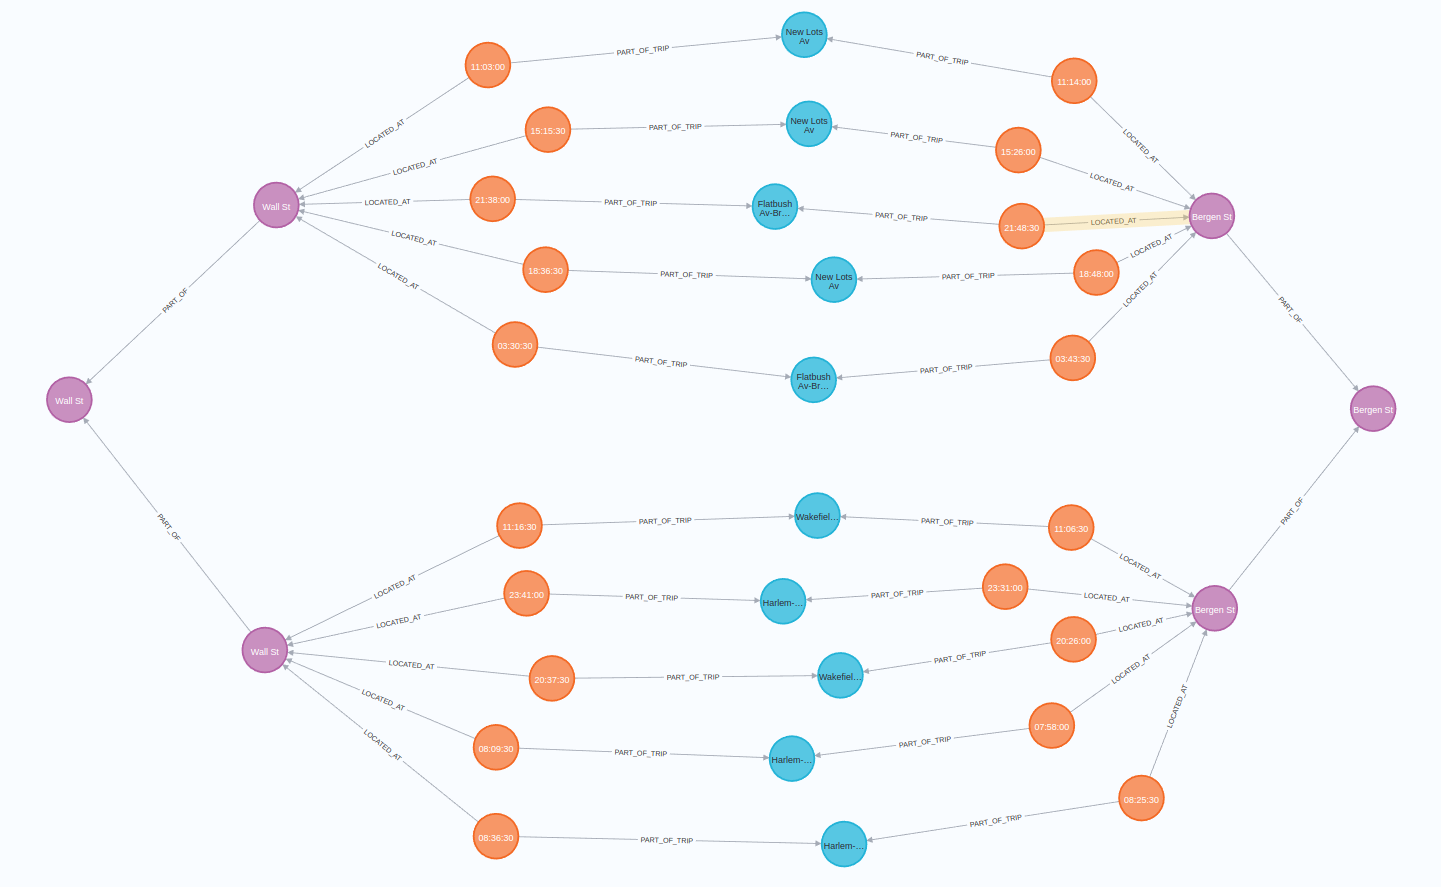 New Lots
Av
PART_OF_TRIP
PART_OF_TRIP
11:03:00
11:14:00
LOCATED_AT
LOCATED_AT
New Lots
Av
15:15:30
PART_OF_TRIP
PART_OF_TRIP
15:26:00
LOCATED_AT
LOCATED_AT
21:38:00
LOCATED_AT
PART_OF_TRIP
Flatbush
Av-Br...
PART_OF_TRIP
21:48:30
LOCATED_AT
Wall St
Bergen St
LOCATED_AT
18:36:30
PART_OF_TRIP
New Lots
Av
PART_OF_TRIP
18:48:00
LOCATED_AT
LOCATED_AT
LOCATED_AT
03:30:30
PART_OF_TRIP
Flatbush
Av-Br...
PART_OF_TRIP
03:43:30
PART_OF
PART_OF
Wall St
Bergen St
PART_OF
PART_OF
11:16:30
PART_OF_TRIP
Wakefiel...
PART_OF_TRIP
11:06:30
LOCATED_AT
LOCATED_AT
23:41:00
PART_OF_TRIP
Harlem-...
PART_OF_TRIP
23:31:00
LOCATED_AT
LOCATED_AT
Wall St
Bergen St
LOCATED_AT
20:37:30
PART_OF_TRIP
Wakefiel...
PART_OF_TRIP
20:26:00
LOCATED_AT
LOCATED_AT
08:09:30
PART_OF_TRIP
Harlem-...
PART_OF_TRIP
07:58:00
LOCATED_AT
LOCATED_AT
08:36:30
PART_OF_TRIP
Harlem-...
PART_OF_TRIP
08:25:30
LOCATED_AT